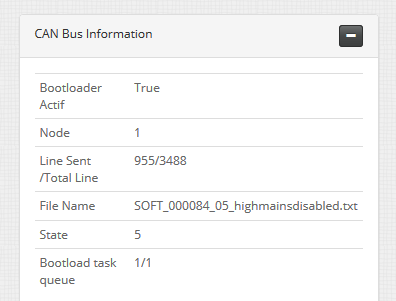 CAN Bus Information
Bootloader True
Actif
Node 1
Line Sent 955/3488
/Total Line
File Name SOFT_000084_05_highmainsdisabled.txt
State 5
Bootload task 1/1
queue